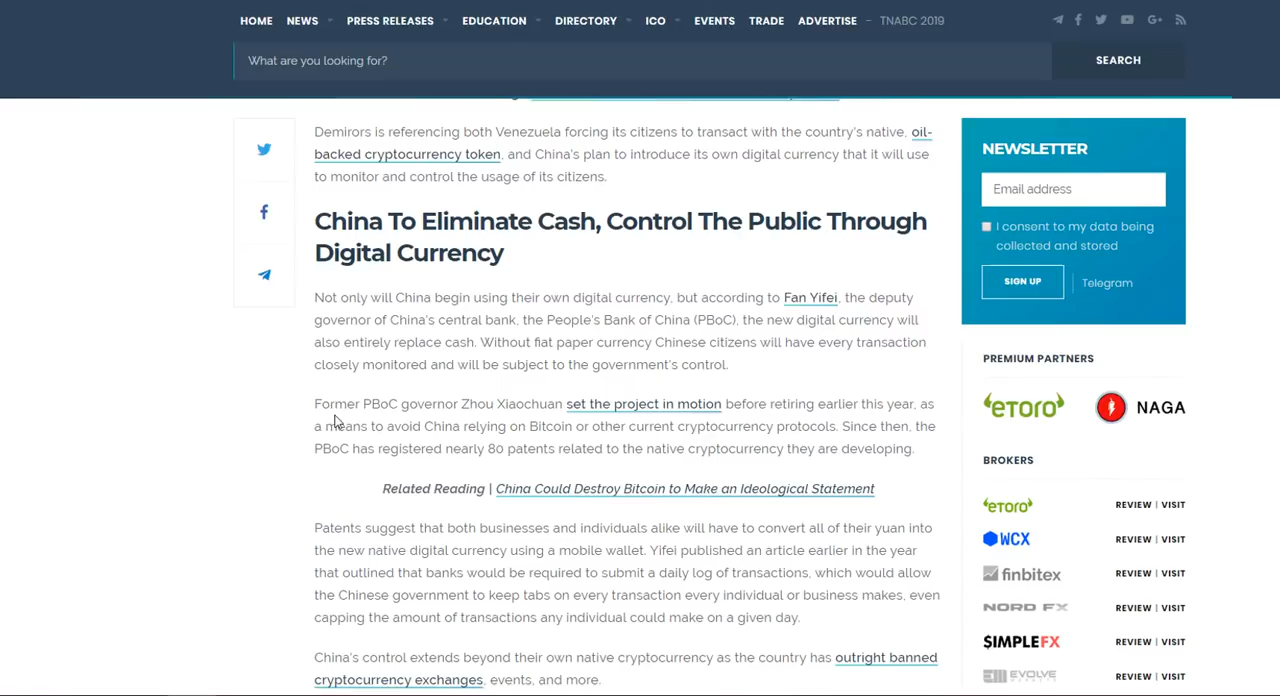 HOME NEWS PRESS RELEASES EDUCATION DIRECTORY ICO EVENTS TRADE ADVERTISE – TNABC 2019
What are you looking for? SEARCH
Demirors is referencing both Venezuela forcing its citizens to transact with the country's native, oil-
backed cryptocurrency token, and China's plan to introduce its own digital currency that it will use
to monitor and control the usage of its citizens.
China To Eliminate Cash, Control The Public Through
Digital Currency
Not only will China begin using their own digital currency, but according to Fan Yifei, the deputy
governor of China's central bank, the People's Bank of China (PBoC), the new digital currency will
also entirely replace cash. Without fiat paper currency Chinese citizens will have every transaction
closely monitored and will be subject to the government's control.
Former PBoC governor Zhou Xiaochuan set the project in motion before retiring earlier this year, as
a means to avoid China relying on Bitcoin or other current cryptocurrency protocols. Since then, the
PBoC has registered nearly 80 patents related to the native cryptocurrency they are developing.
Related Reading | China Could Destroy Bitcoin to Make an Ideological Statement
Patents suggest that both businesses and individuals alike will have to convert all of their yuan into
the new native digital currency using a mobile wallet. Yifei published an article earlier in the year
that outlined that banks would be required to submit a daily log of transactions, which would allow
the Chinese government to keep tabs on every transaction every individual or business makes, even
capping the amount of transactions any individual could make on a given day.
China's control extends beyond their own native cryptocurrency as the country has outright banned
cryptocurrency exchanges, events, and more.
NEWSLETTER
Email address
I consent to my data being
collected and stored
SIGN UP Telegram
PREMIUM PARTNERS
eToro NAGA
BROKERS
eToro REVIEW | VISIT
WCX REVIEW | VISIT
finbitex REVIEW | VISIT
NORD FX REVIEW | VISIT
$IMPLEFX REVIEW | VISIT
EVOLVE MARKETS REVIEW | VISIT